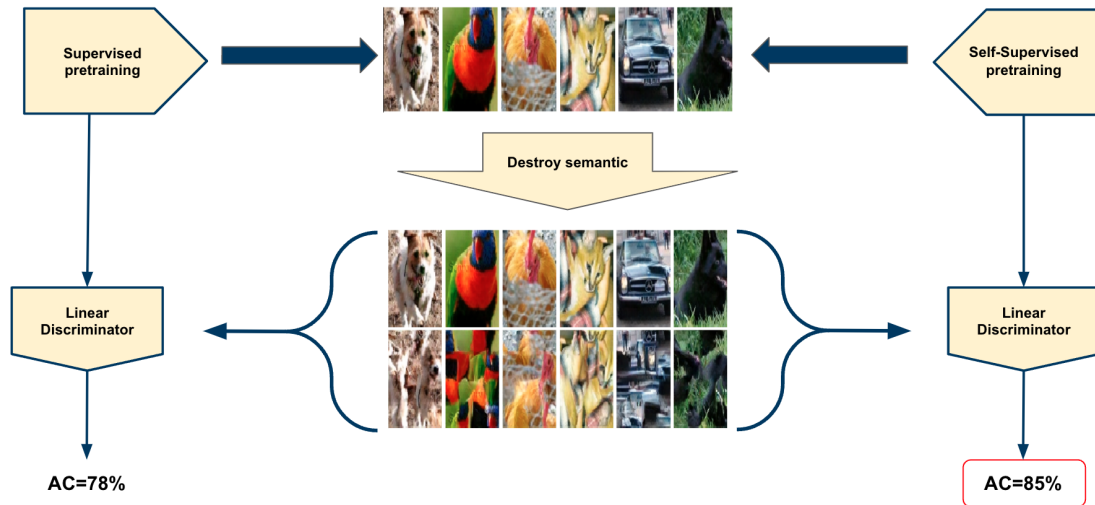 Supervised
pretraining
Self-Supervised
pretraining
Destroy semantic
Linear
Discriminator
Linear
Discriminator
AC=78%
AC=85%